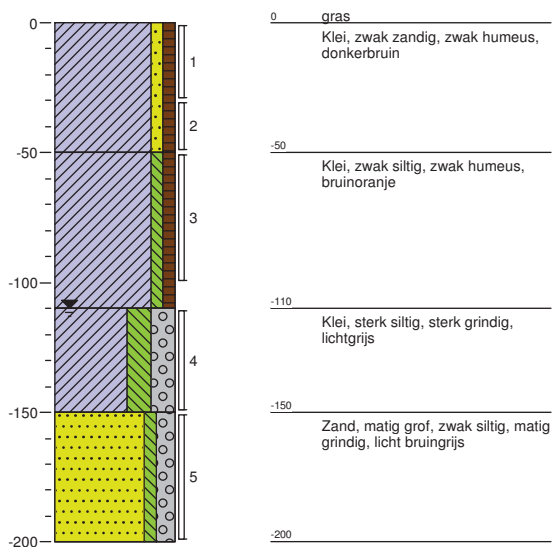 0
-50
-100
-150
-200
1
2
3
4
5
0 gras
Klei, zwak zandig, zwak humeus,
donkerbruin
-50
Klei, zwak siltig, zwak humeus,
bruinoranje
-110
Klei, sterk siltig, sterk grindig,
lichtgrijs
-150
Zand, matig grof, zwak siltig, matig
grindig, licht bruingrijs
-200